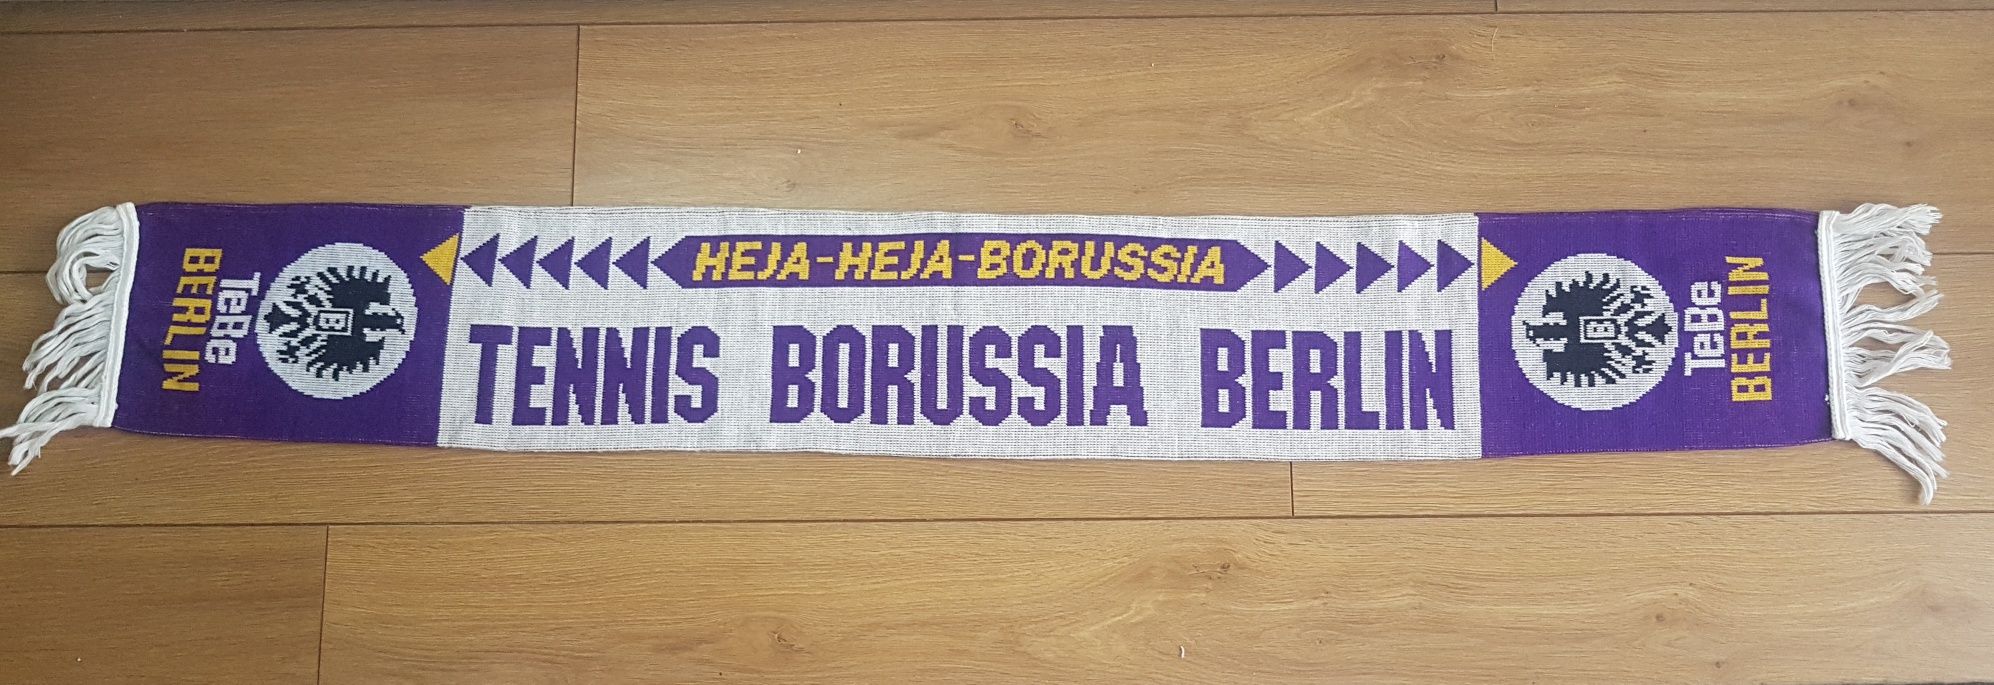 TeBe
BERLIN
B
HEJA-HEJA-BORUSSIA
TENNIS BORUSSIA BERLIN
B
TeBe
BERLIN